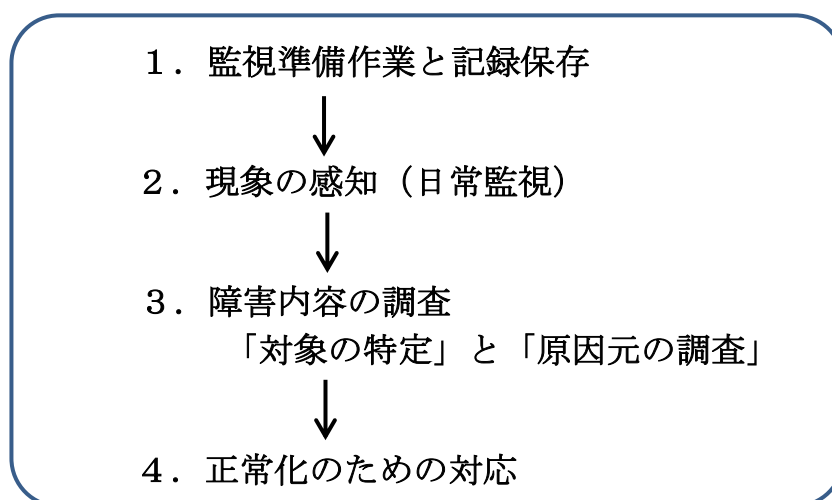 １．監視準備作業と記録保存
２．現象の感知（日常監視）
３．障害内容の調査
「対象の特定」と「原因元の調査」
４．正常化のための対応